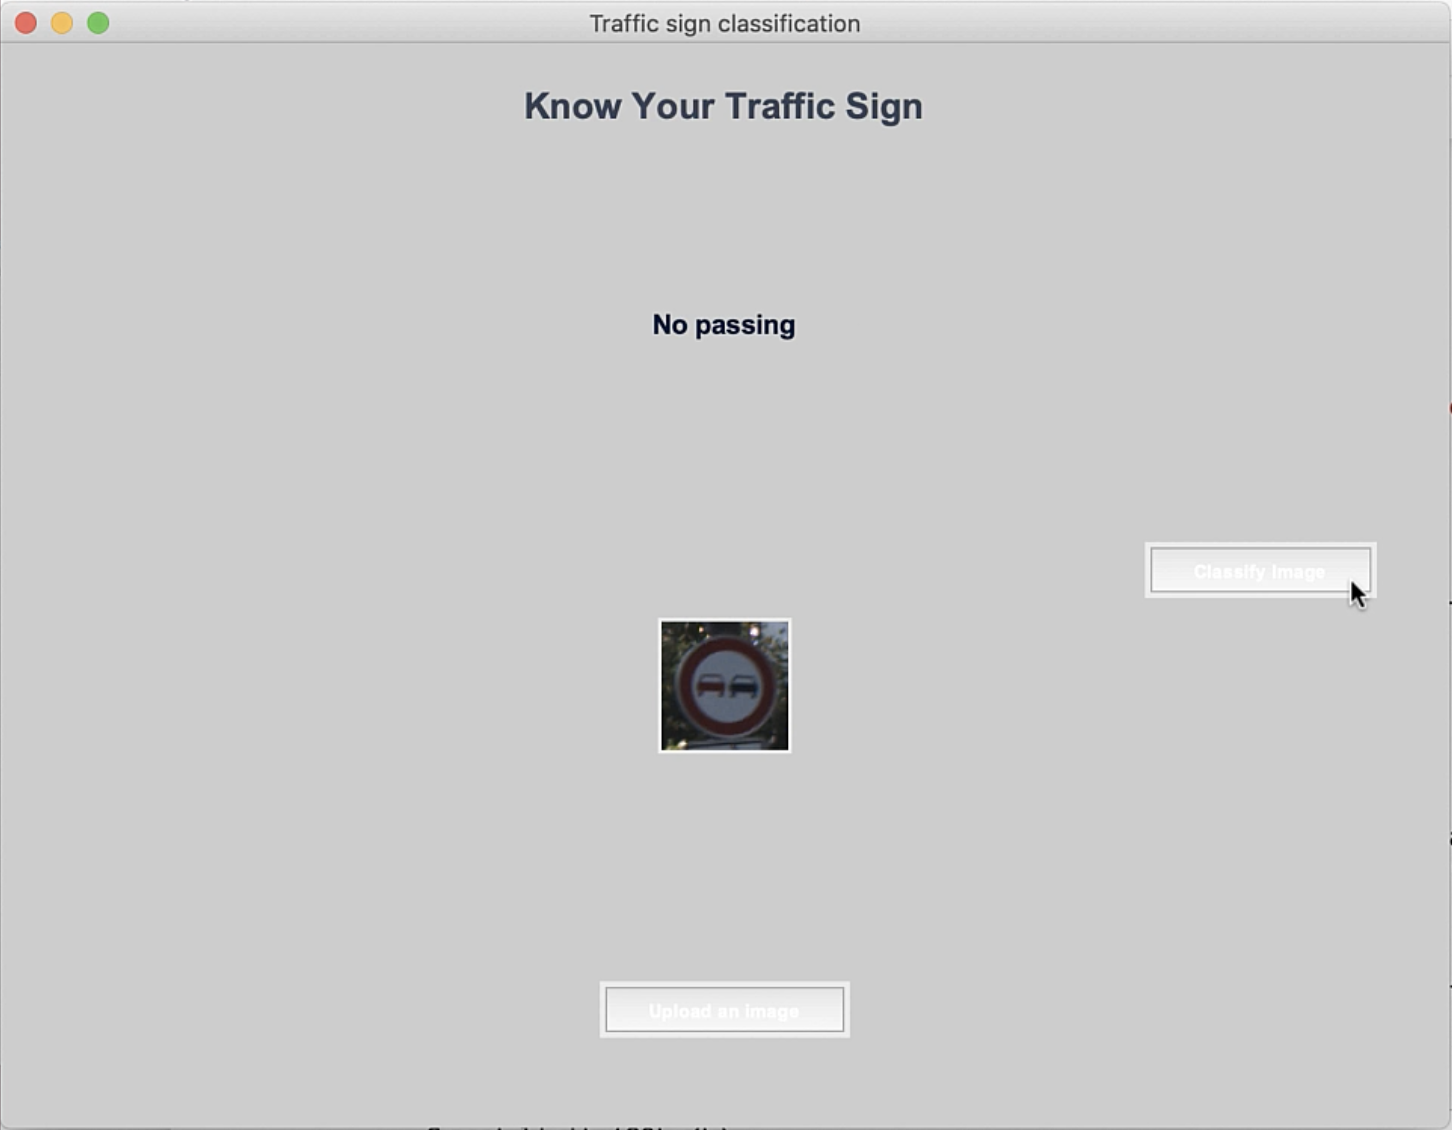 Traffic sign classification
Know Your Traffic Sign
No passing
Classify Image
Upload an image